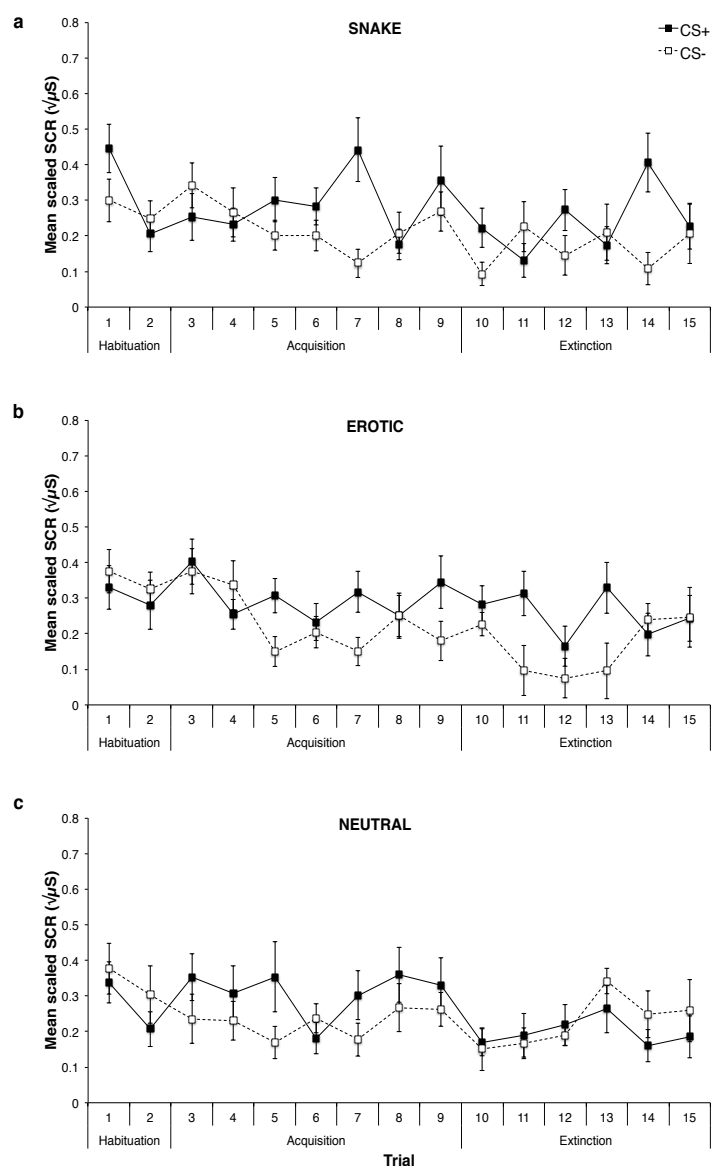 a
SNAKE
CS+
CS-
Mean scaled SCR (√µS)
0.8
0.7
0.6
0.5
0.4
0.3
0.2
0.1
0
1 2 3 4 5 6 7 8 9 10 11 12 13 14 15
Habituation Acquisition Extinction
b
EROTIC
Mean scaled SCR (√µS)
0.8
0.7
0.6
0.5
0.4
0.3
0.2
0.1
0
1 2 3 4 5 6 7 8 9 10 11 12 13 14 15
Habituation Acquisition Extinction
c
NEUTRAL
Mean scaled SCR (√µS)
0.8
0.7
0.6
0.5
0.4
0.3
0.2
0.1
0
1 2 3 4 5 6 7 8 9 10 11 12 13 14 15
Habituation Acquisition Extinction
Trial